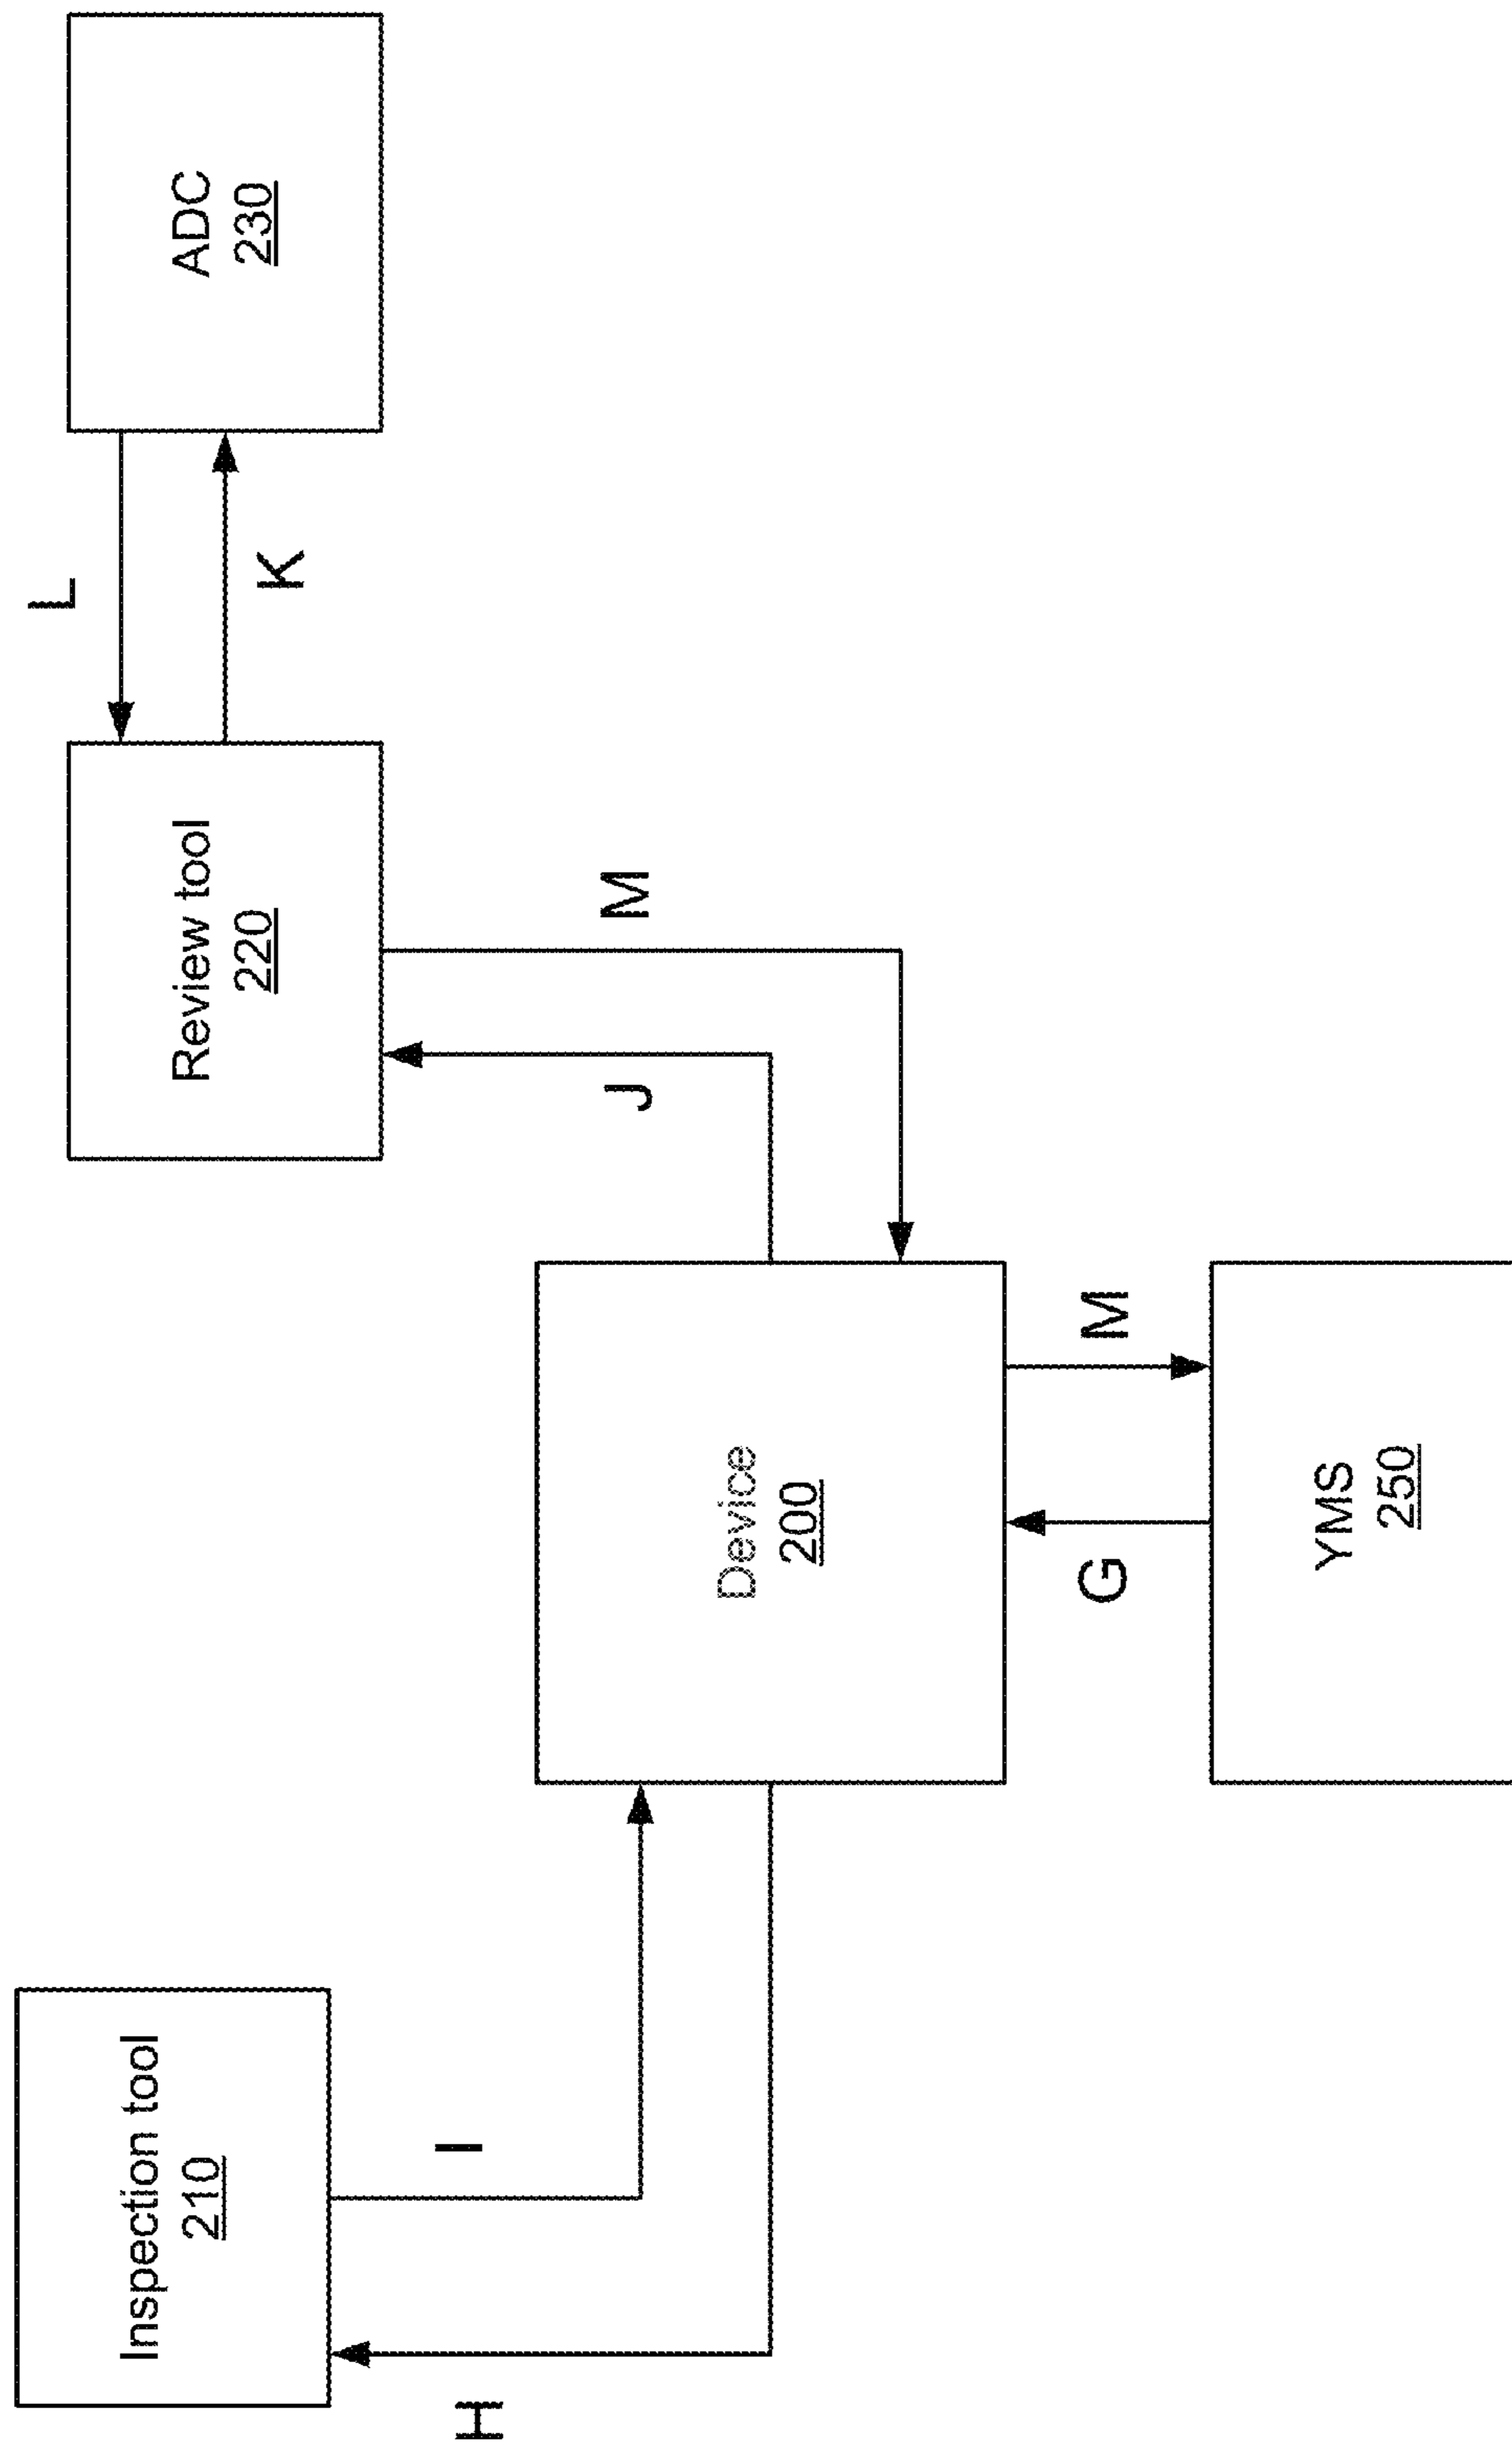 Inspection tool
210
H
I
Device
200
G
M
YMS
250
J
M
Review tool
220
L
K
ADC
230